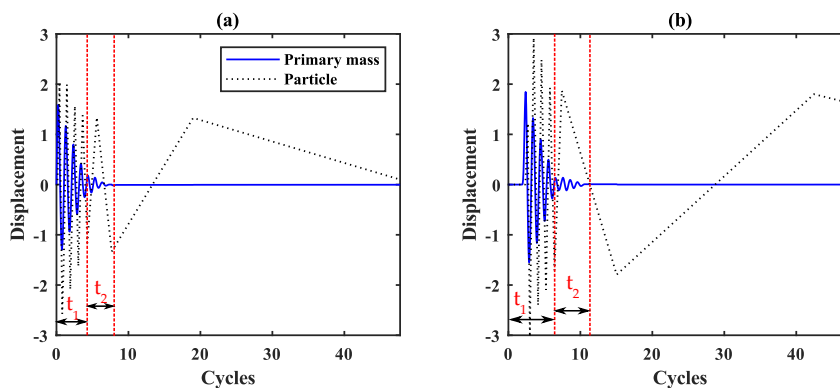 (a)
3
2
1
0
-1
-2
-3
Displacement
Primary mass
Particle
t1
t2
0
10
20
30
40
Cycles
(b)
3
2
1
0
-1
-2
-3
Displacement
t1
t2
0
10
20
30
40
Cycles